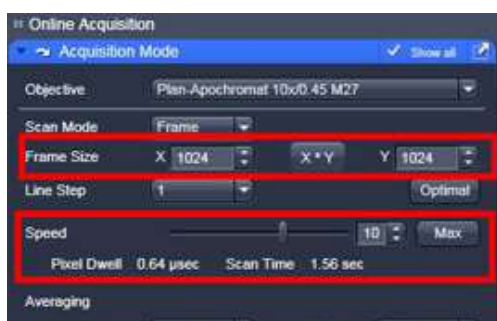 Online Acquisition
Acquisition Mode ✓ Show all
Objective Plan-Apochromat 10x/0.45 M27
Scan Mode Frame
Frame Size X 1024 X*Y Y 1024
Line Step 1 Optimal
Speed 10 Max
Pixel Dwell 0.64 µsec Scan Time 1.56 sec
Averaging